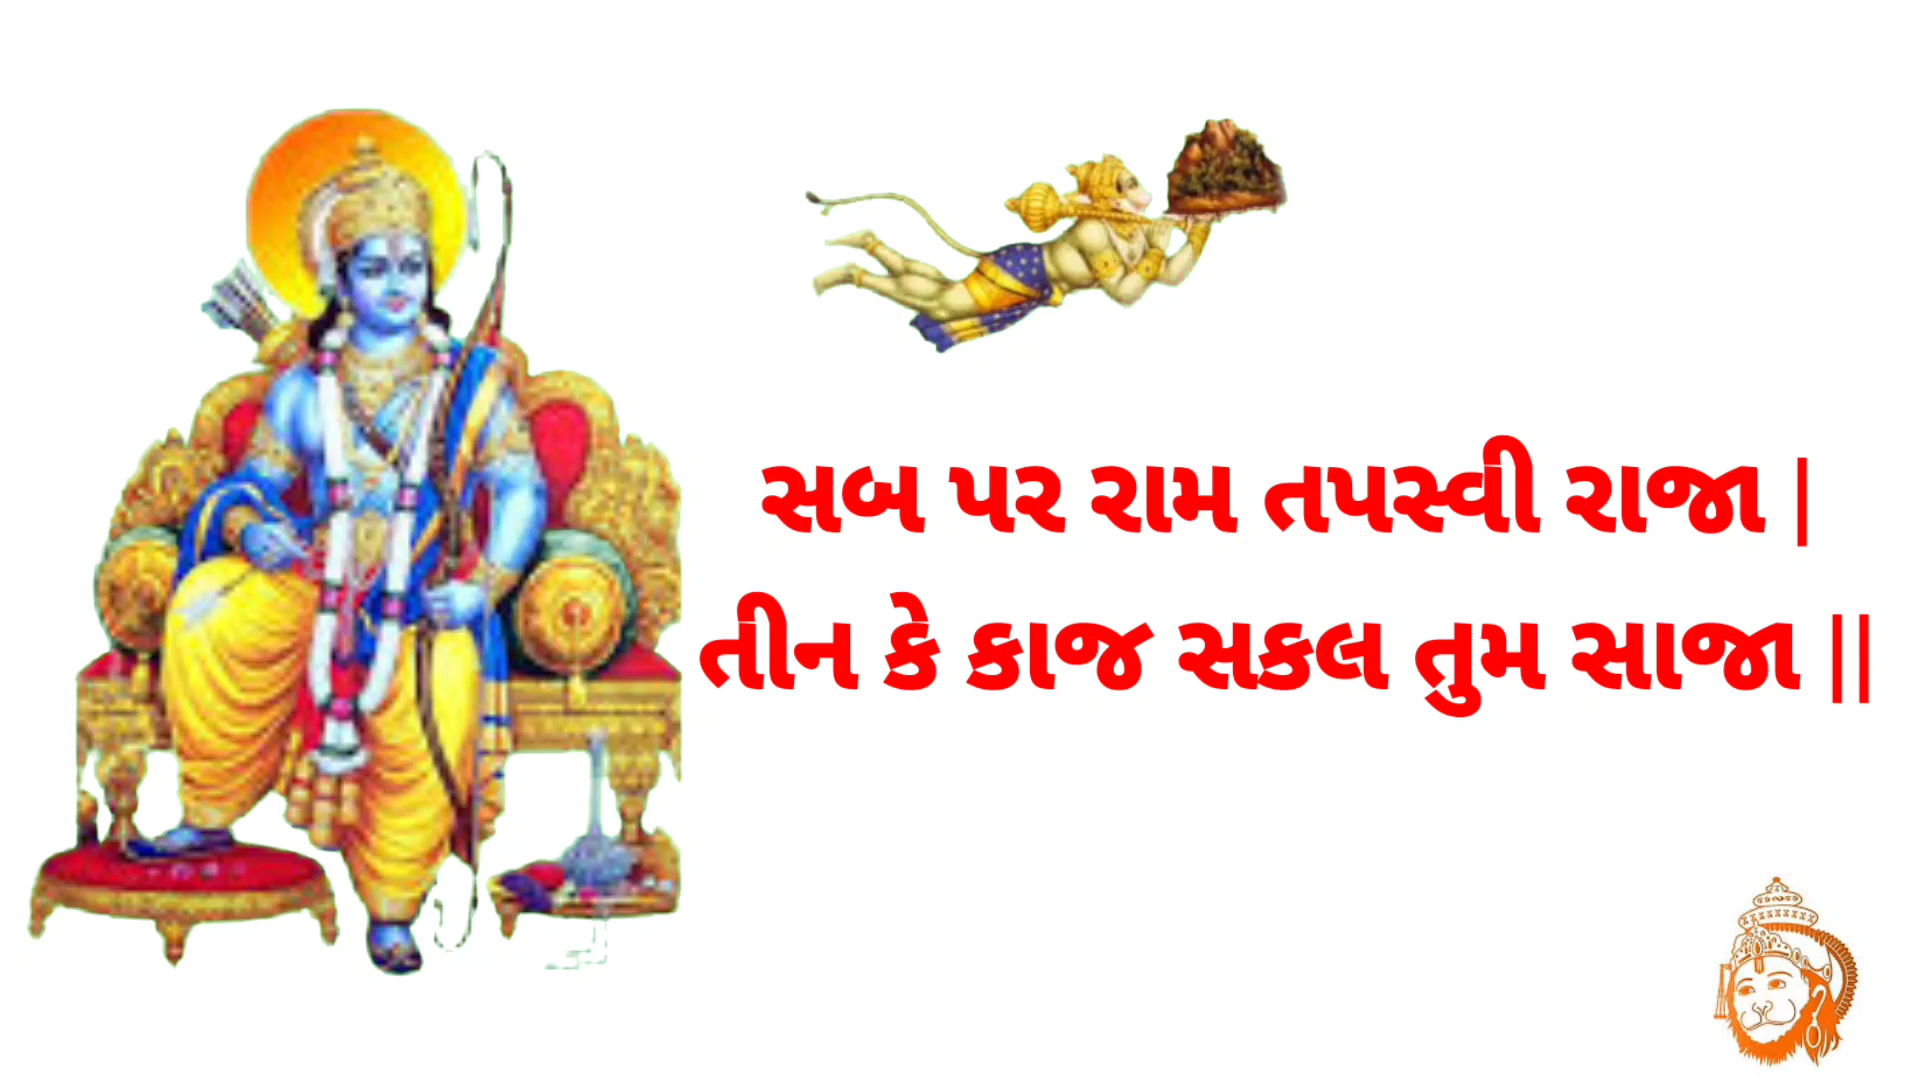 સબ પર રામ તપસ્વી રાજા |
તીન કે કાજ સકલ તુમ સાજા ||